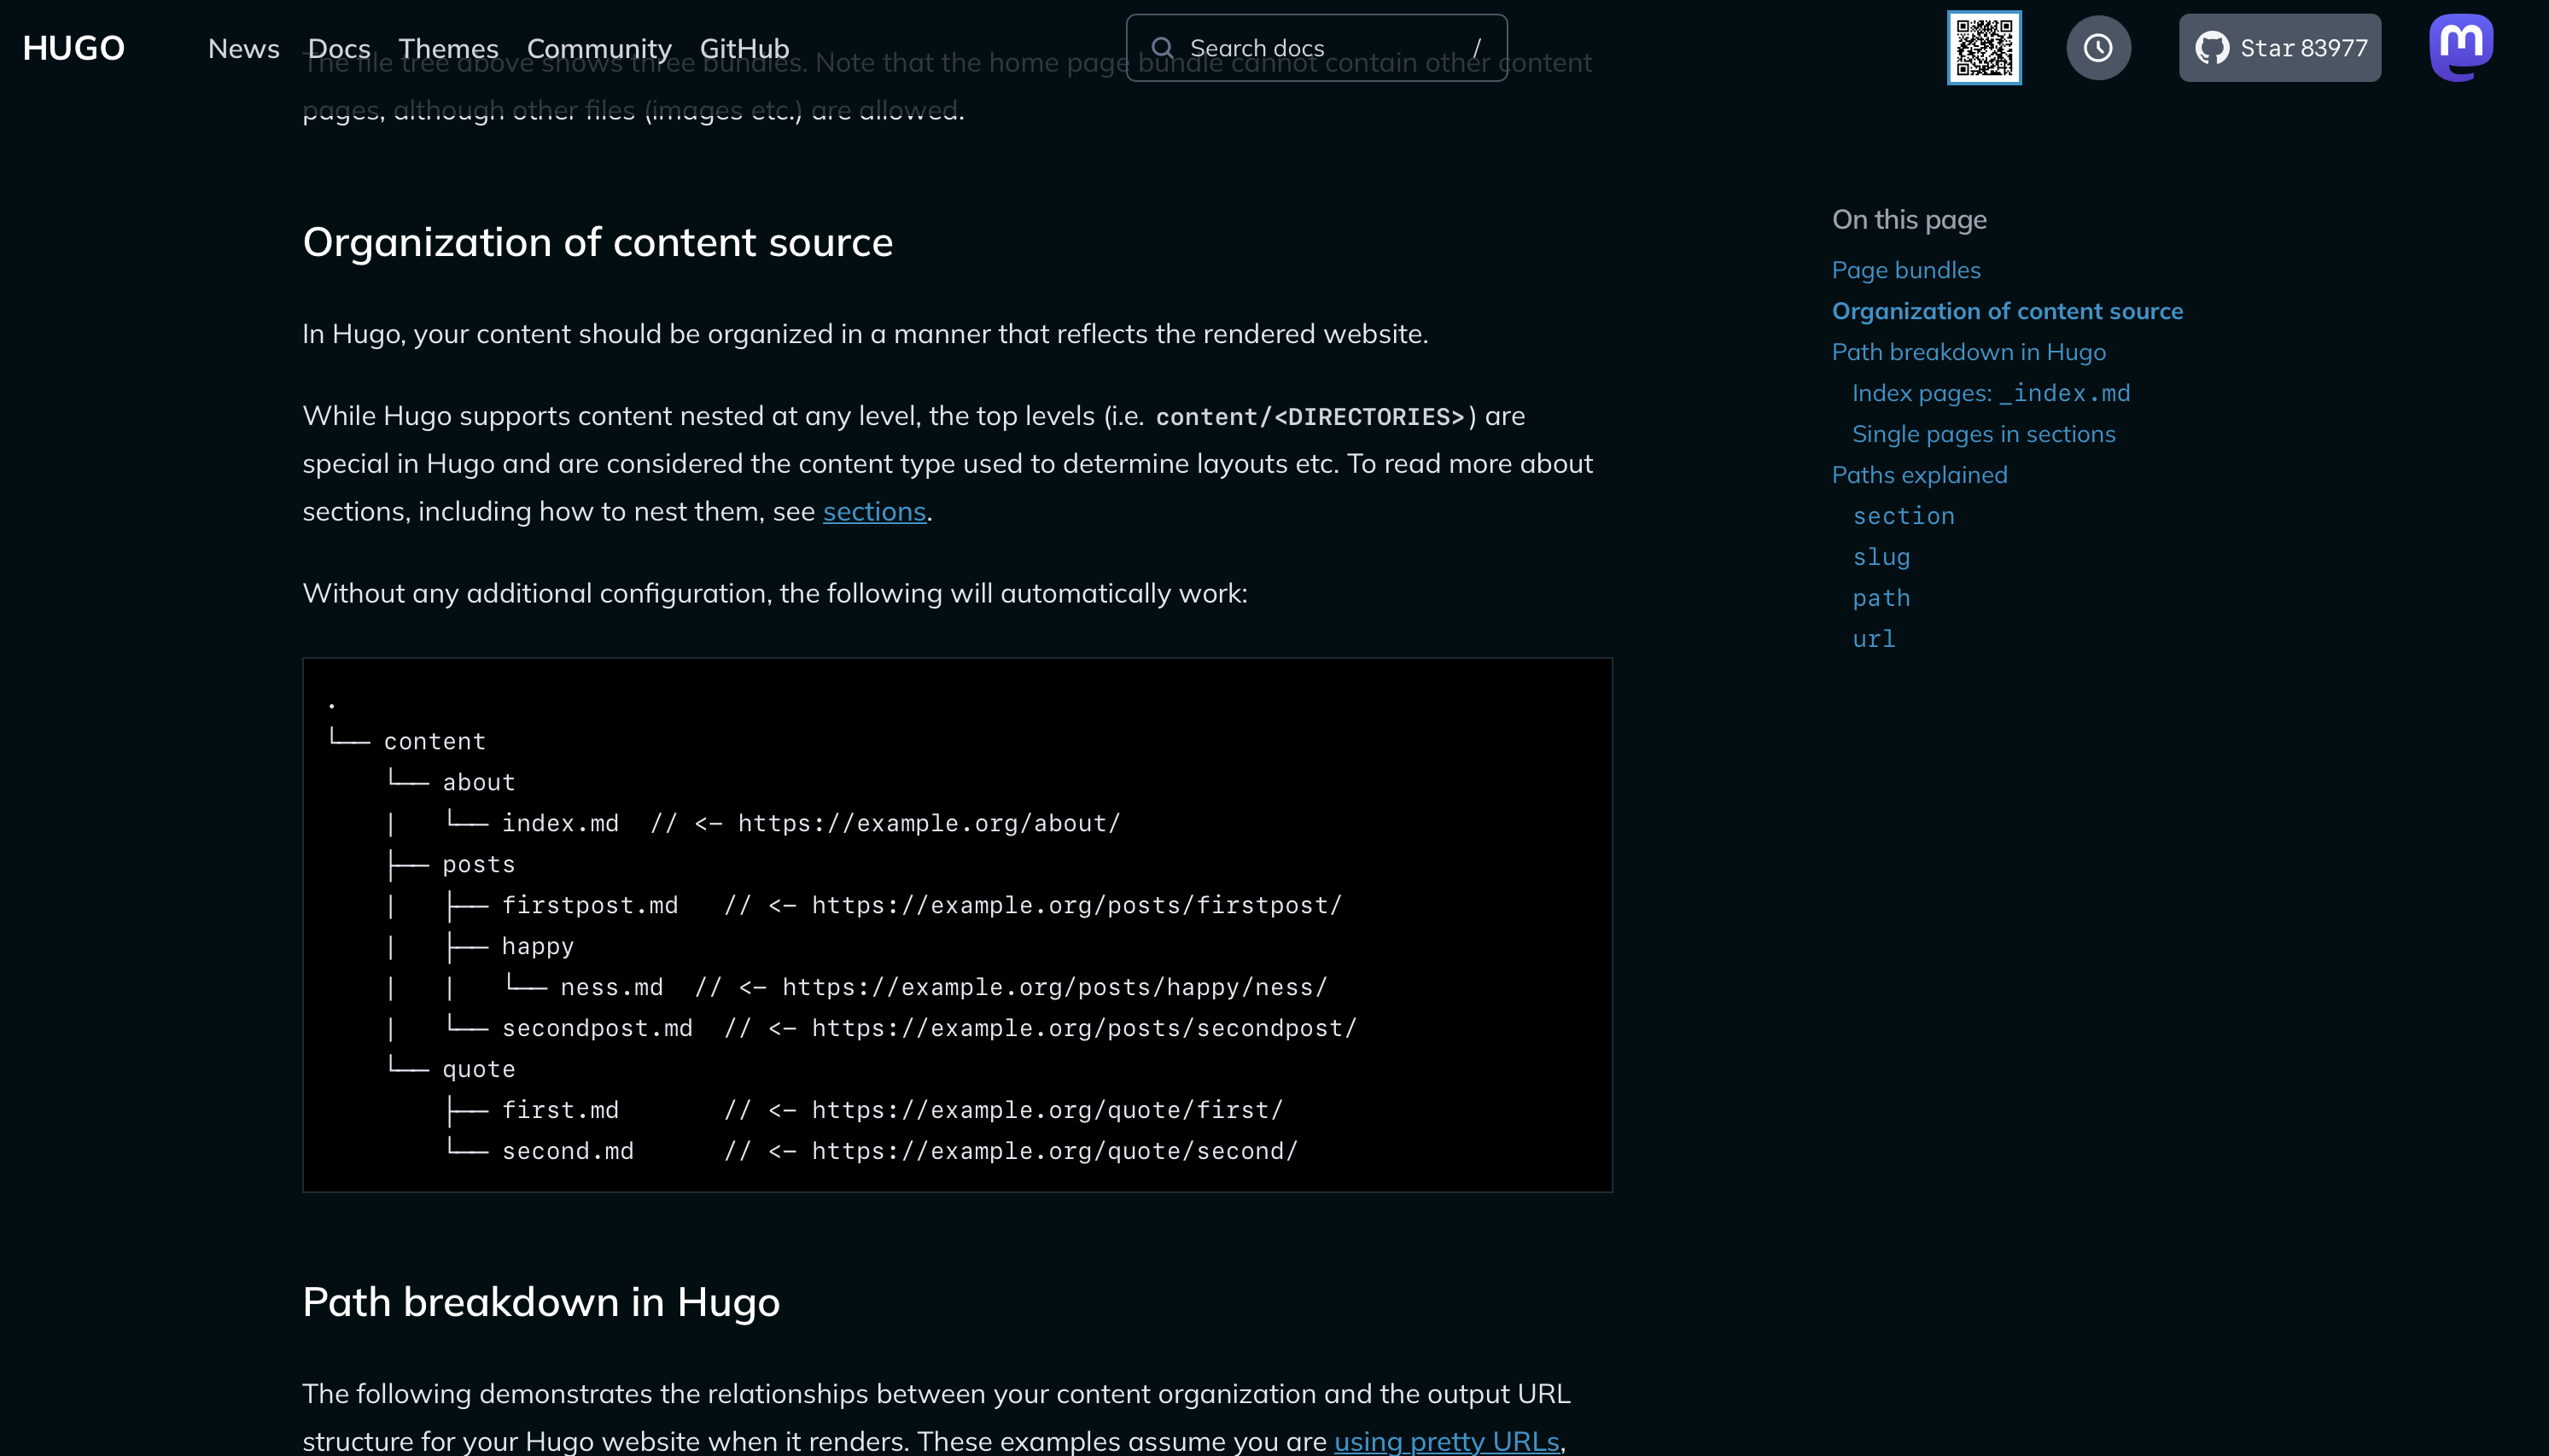 HUGO
News Docs Themes Community GitHub
Search docs /
Star 83977
The file tree above shows three bundles. Note that the home page bundle cannot contain other content
pages, although other files (images etc.) are allowed.
Organization of content source
In Hugo, your content should be organized in a manner that reflects the rendered website.
While Hugo supports content nested at any level, the top levels (i.e. content/<DIRECTORIES>) are
special in Hugo and are considered the content type used to determine layouts etc. To read more about
sections, including how to nest them, see sections.
Without any additional configuration, the following will automatically work:
.
└── content
    └── about
    |   └── index.md  // <- https://example.org/about/
    ├── posts
    |   ├── firstpost.md   // <- https://example.org/posts/firstpost/
    |   ├── happy
    |   |   └── ness.md  // <- https://example.org/posts/happy/ness/
    |   └── secondpost.md  // <- https://example.org/posts/secondpost/
    └── quote
        ├── first.md       // <- https://example.org/quote/first/
        └── second.md      // <- https://example.org/quote/second/
Path breakdown in Hugo
The following demonstrates the relationships between your content organization and the output URL
structure for your Hugo website when it renders. These examples assume you are using pretty URLs,
On this page
Page bundles
Organization of content source
Path breakdown in Hugo
Index pages: _index.md
Single pages in sections
Paths explained
section
slug
path
url